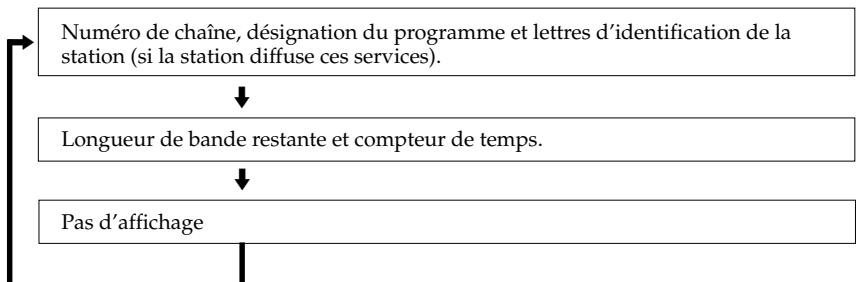 Numéro de chaîne, désignation du programme et lettres d’identification de la
station (si la station diffuse ces services).
Longueur de bande restante et compteur de temps.
Pas d’affichage